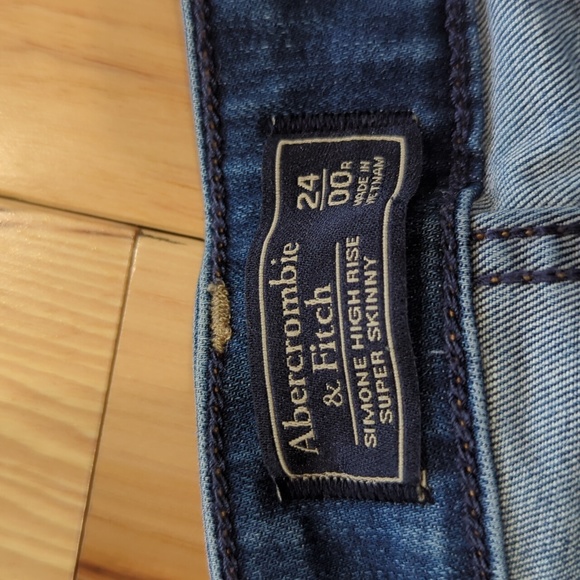 Abercrombie
& Fitch
SIMONE HIGH RISE
SUPER SKINNY
24
00R
MADE IN
VIETNAM